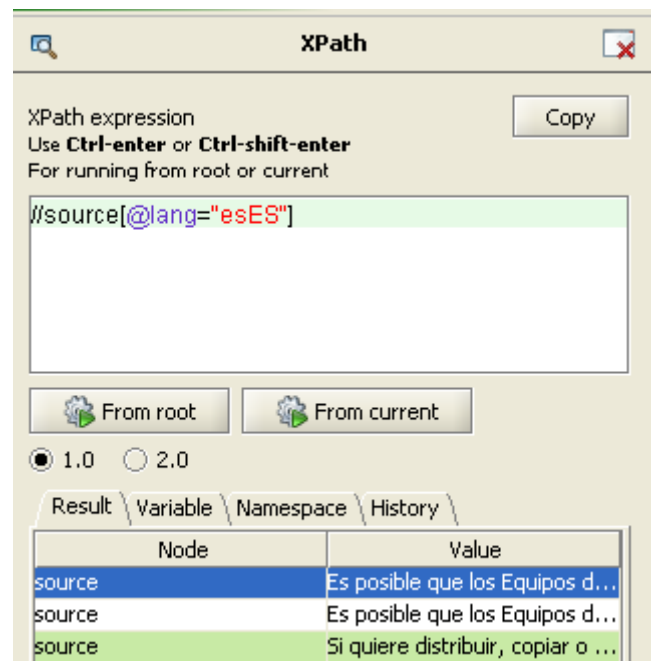 XPath
XPath expression
Copy
Use Ctrl-enter or Ctrl-shift-enter
For running from root or current
//source[@lang="esES"]
From root From current
1.0 2.0
Result Variable Namespace History
Node Value
source Es posible que los Equipos d...
source Es posible que los Equipos d...
source Si quiere distribuir, copiar o ...